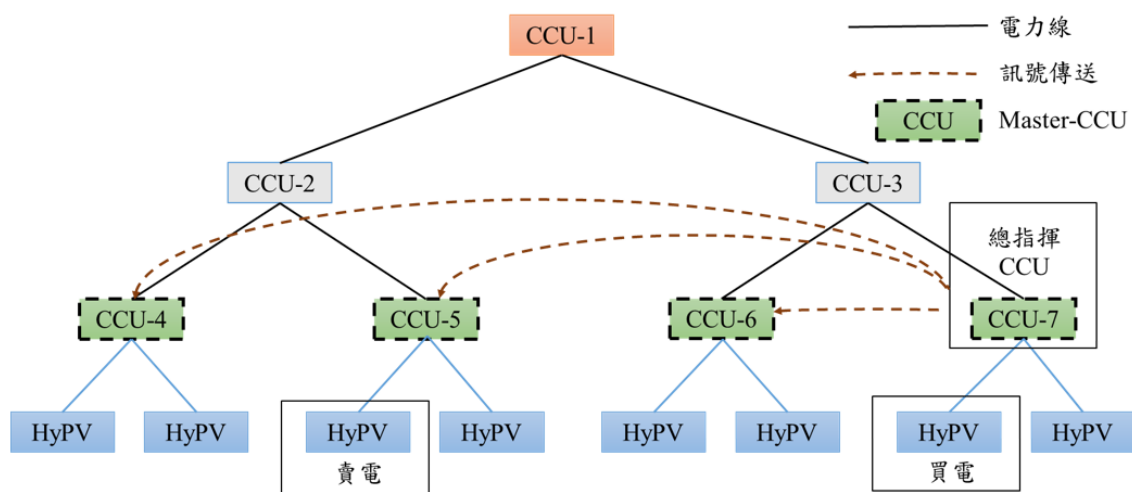 CCU-1
電力線
訊號傳送
CCU
Master-CCU
CCU-2
CCU-3
總指揮
CCU
CCU-4
CCU-5
CCU-6
CCU-7
HyPV
HyPV
HyPV
HyPV
HyPV
HyPV
HyPV
HyPV
賣電
買電